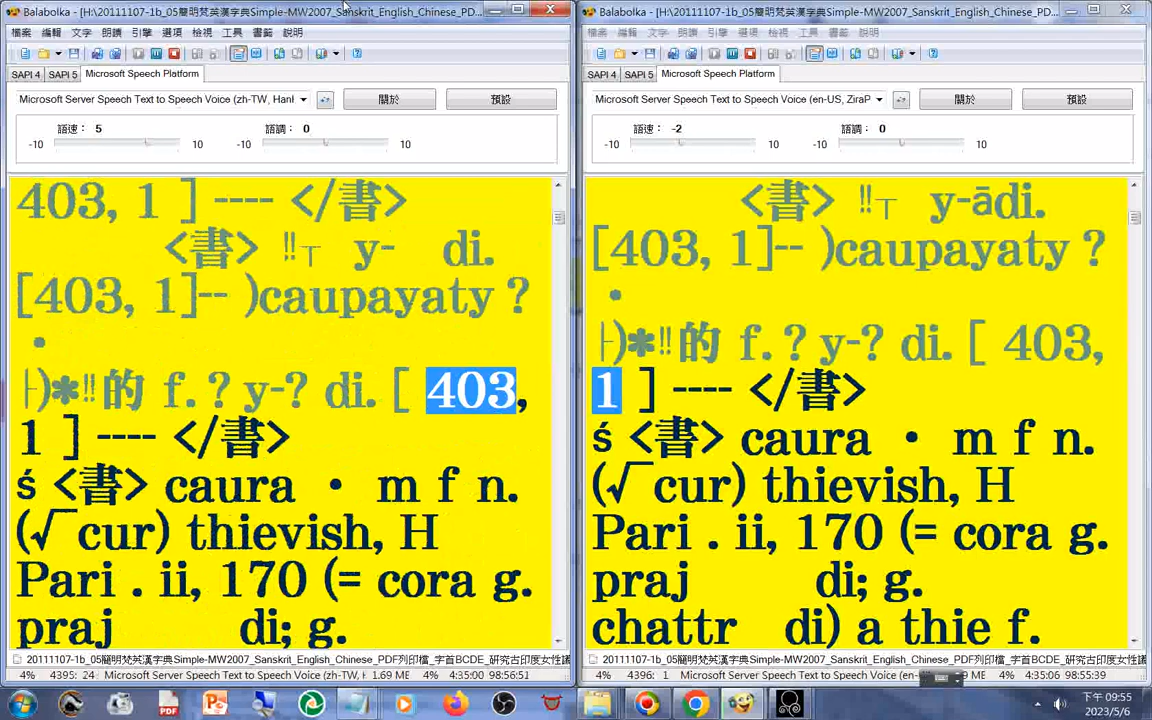 Balabolka - [H:\20111107-1b_05簡明梵英漢字典Simple-MW2007_Sanskrit_English_Chinese_PD...
檔案 編輯 文字 朗讀 引擎 選項 檢視 工具 書籤 說明
SAPI 4 SAPI 5 Microsoft Speech Platform
Microsoft Server Speech Text to Speech Voice (zh-TW, Hanl
關於 預設
語速： 5 語調： 0
-10 10 -10 10
403, 1 ] ---- </書>
<書> ‼┬ y- di.
[403, 1]-- )caupayaty ?
•
├)*‼的 f. ? y-? di. [ 403,
1 ] ---- </書>
ś <書> caura • m f n.
(√ cur) thievish, H
Pari . ii, 170 (= cora g.
praj di; g.
20111107-1b_05簡明梵英漢字典Simple-MW2007_Sanskrit_English_Chinese_PDF列印檔_字首BCDE_研究古印度女性議
4% 4395: 24 Microsoft Server Speech Text to Speech Voice (zh-TW, H 1.69 ME 4% 4:35:00 98:56:51
Balabolka - [H:\20111107-1b_05簡明梵英漢字典Simple-MW2007_Sanskrit_English_Chinese_PD...
檔案 編輯 文字 朗讀 引擎 選項 檢視 工具 書籤 說明
SAPI 4 SAPI 5 Microsoft Speech Platform
Microsoft Server Speech Text to Speech Voice (en-US, ZiraP
關於 預設
語速： -2 語調： 0
-10 10 -10 10
<書> ‼┬ y-ādi.
[403, 1]-- )caupayaty ?
•
├)*‼的 f. ? y-? di. [ 403,
1 ] ---- </書>
ś <書> caura • m f n.
(√ cur) thievish, H
Pari . ii, 170 (= cora g.
praj di; g.
chattr di) a thie f.
20111107-1b_05簡明梵英漢字典Simple-MW2007_Sanskrit_English_Chinese_PDF列印檔_字首BCDE_研究古印度女性議
4% 4396: 1 Microsoft Server Speech Text to Speech Voice (en-US 9 ME 4% 4:35:00 98:55:39
PDF
下午 09:55
2023/5/6